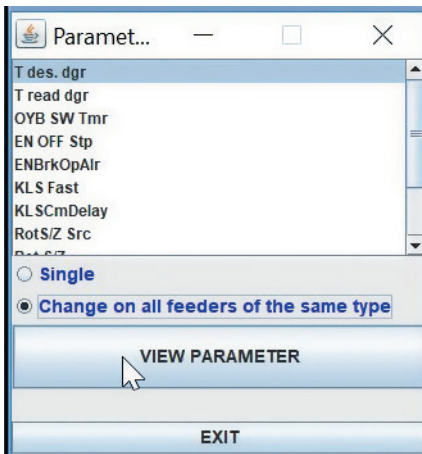 Paramet...
T des. dgr
T read dgr
OYB SW Tmr
EN OFF Stp
ENBrkOpAlr
KLS Fast
KLSCmDelay
RotS/Z Src
Single
Change on all feeders of the same type
VIEW PARAMETER
EXIT